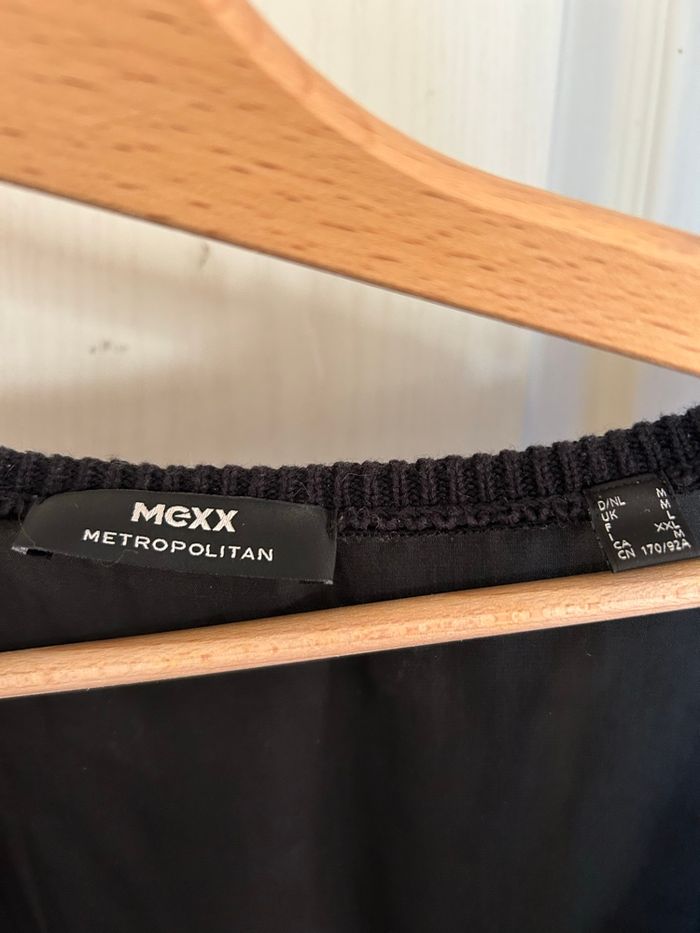 MEXX
METROPOLITAN
D/NL M
UK M
F L
I XXL
CA M
CN 170/92A